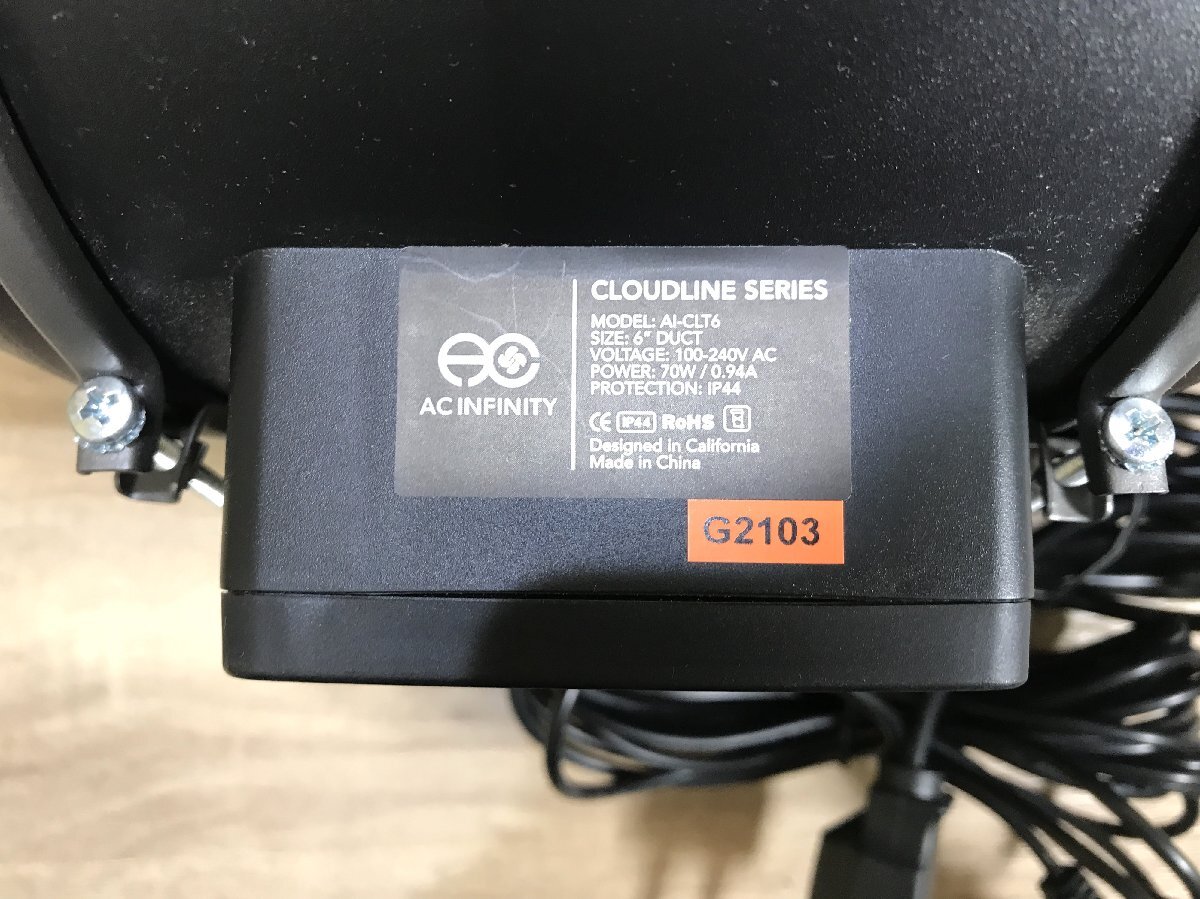 AC INFINITY
CLOUDLINE SERIES
MODEL: AI-CLT6
SIZE: 6" DUCT
VOLTAGE: 100-240V AC
POWER: 70W / 0.94A
PROTECTION: IP44
CE IP44 RoHS
Designed in California
Made in China
G2103